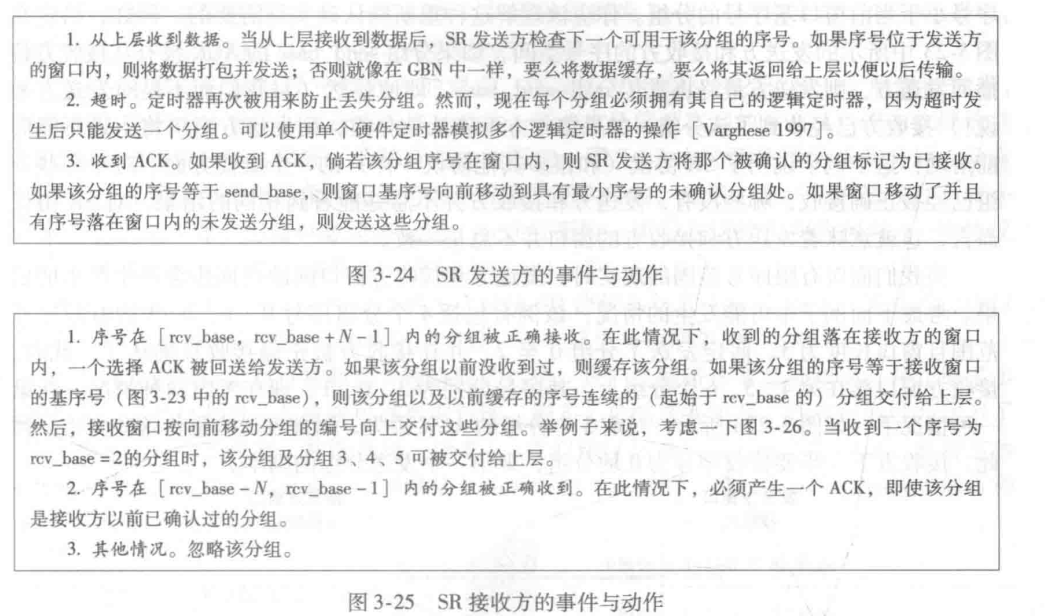 1. 从上层收到数据。当从上层接收到数据后，SR 发送方检查下一个可用于该分组的序号。如果序号位于发送方
的窗口内，则将数据打包并发送；否则就像在 GBN 中一样，要么将数据缓存，要么将其返回给上层以便以后传输。
2. 超时。定时器再次被用来防止丢失分组。然而，现在每个分组必须拥有其自己的逻辑定时器，因为超时发
生后只能发送一个分组。可以使用单个硬件定时器模拟多个逻辑定时器的操作 [Varghese 1997]。
3. 收到 ACK。如果收到 ACK，倘若该分组序号在窗口内，则 SR 发送方将那个被确认的分组标记为已接收。
如果该分组的序号等于 send_base，则窗口基序号向前移动到具有最小序号的未确认分组处。如果窗口移动了并且
有序号落在窗口内的未发送分组，则发送这些分组。
图 3-24 SR 发送方的事件与动作
1. 序号在 [rcv_base, rcv_base + N - 1] 内的分组被正确接收。在此情况下，收到的分组落在接收方的窗口
内，一个选择 ACK 被回送给发送方。如果该分组以前没收到过，则缓存该分组。如果该分组的序号等于接收窗口
的基序号（图 3-23 中的 rcv_base），则该分组以及以前缓存的序号连续的（起始于 rcv_base 的）分组交付给上层。
然后，接收窗口按向前移动分组的编号向上交付这些分组。举例子来说，考虑一下图 3-26。当收到一个序号为
rcv_base = 2的分组时，该分组及分组 3、4、5 可被交付给上层。
2. 序号在 [rcv_base - N, rcv_base - 1] 内的分组被正确收到。在此情况下，必须产生一个 ACK，即使该分组
是接收方以前已确认过的分组。
3. 其他情况。忽略该分组。
图 3-25 SR 接收方的事件与动作